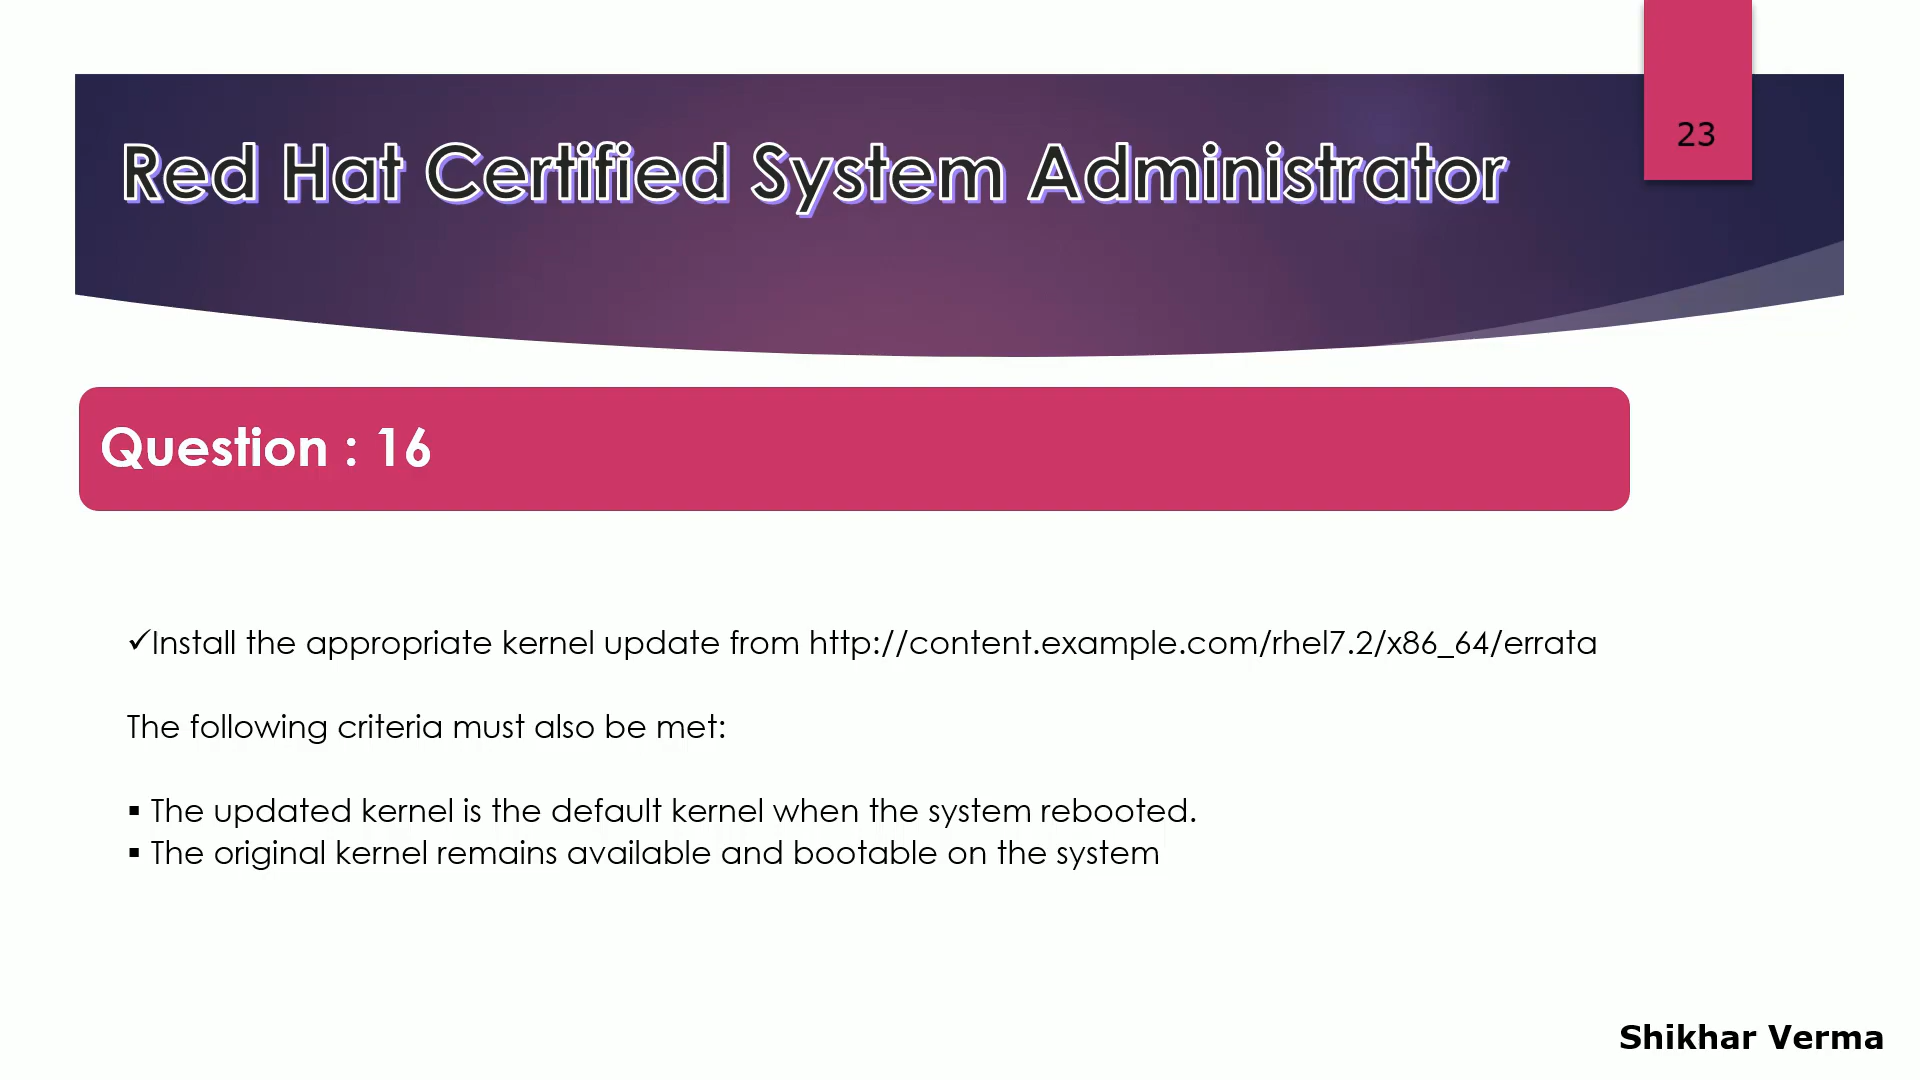 23
Red Hat Certified System Administrator
Question : 16
✓Install the appropriate kernel update from http://content.example.com/rhel7.2/x86_64/errata
The following criteria must also be met:
▪ The updated kernel is the default kernel when the system rebooted.
▪ The original kernel remains available and bootable on the system
Shikhar Verma